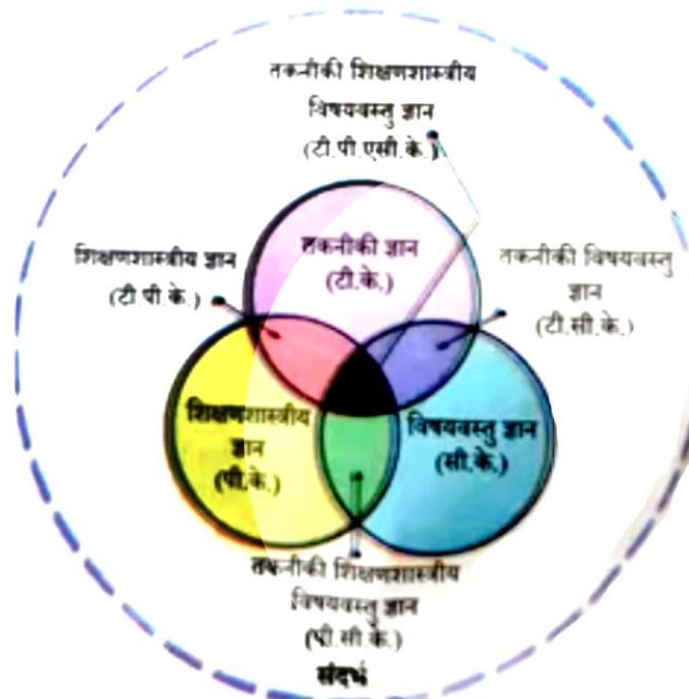 तकनीकी शिक्षणशास्त्रीय
विषयवस्तु ज्ञान
(टी.पी.एसी.के.)
शिक्षणशास्त्रीय ज्ञान
(टी.पी.के.)
तकनीकी ज्ञान
(टी.के.)
तकनीकी विषयवस्तु
ज्ञान
(टी.सी.के.)
शिक्षणशास्त्रीय
ज्ञान
(पी.के.)
विषयवस्तु ज्ञान
(सी.के.)
तकनीकी शिक्षणशास्त्रीय
विषयवस्तु ज्ञान
(पी.सी.के.)
संदर्भ